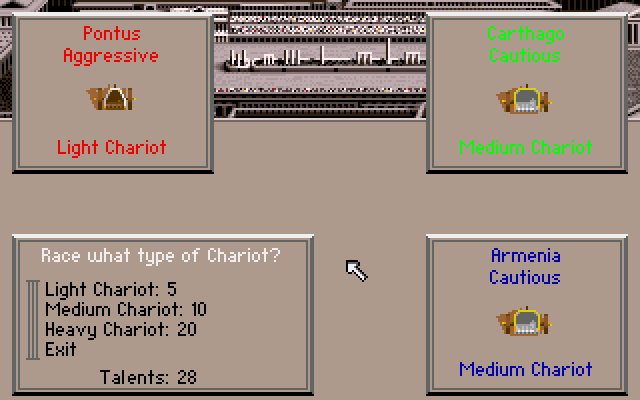 Pontus
Aggressive
Light Chariot
Carthago
Cautious
Medium Chariot
Race what type of Chariot?
Light Chariot: 5
Medium Chariot: 10
Heavy Chariot: 20
Exit
Talents: 28
Armenia
Cautious
Medium Chariot